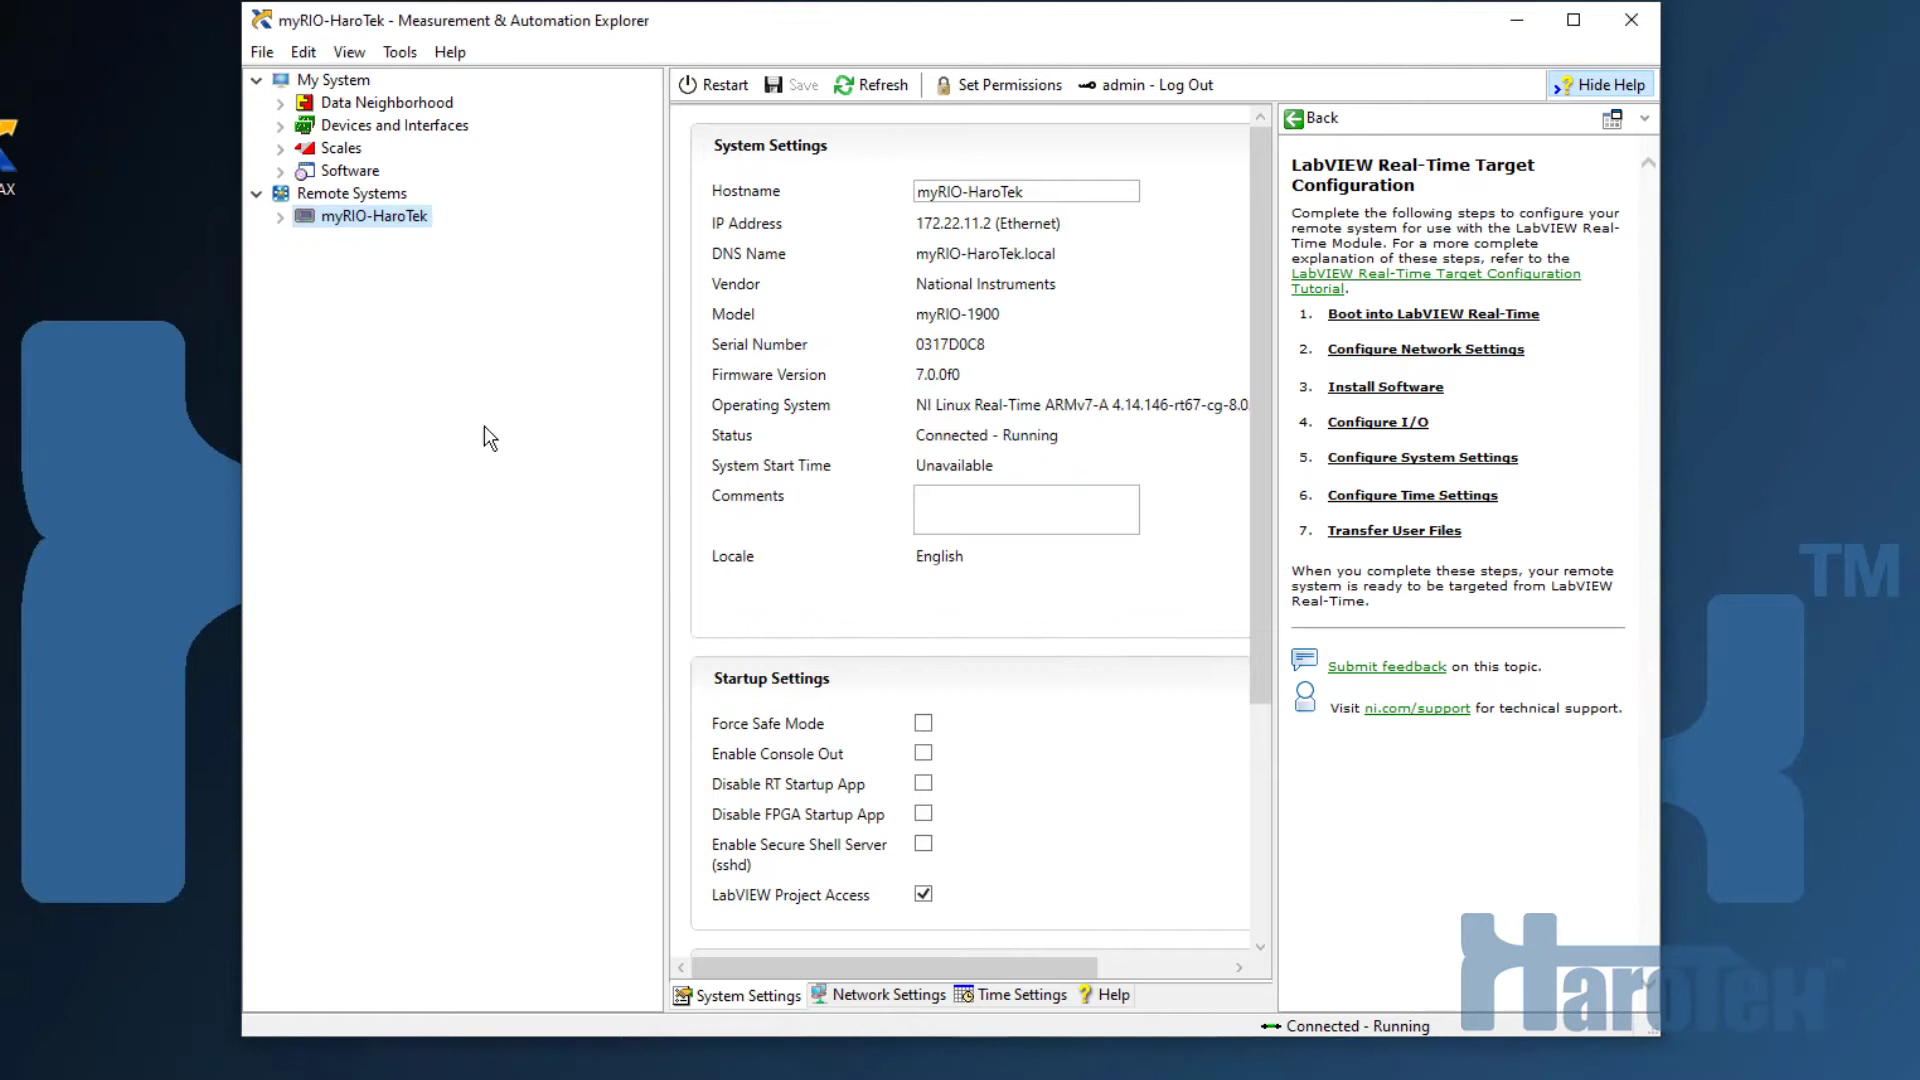 myRIO-HaroTek - Measurement & Automation Explorer
File Edit View Tools Help
My System
Data Neighborhood
Devices and Interfaces
Scales
Software
Remote Systems
myRIO-HaroTek
Restart Save Refresh Set Permissions admin - Log Out Hide Help
System Settings
Hostname myRIO-HaroTek
IP Address 172.22.11.2 (Ethernet)
DNS Name myRIO-HaroTek.local
Vendor National Instruments
Model myRIO-1900
Serial Number 0317D0C8
Firmware Version 7.0.0f0
Operating System NI Linux Real-Time ARMv7-A 4.14.146-rt67-cg-8.0
Status Connected - Running
System Start Time Unavailable
Comments
Locale English
Startup Settings
Force Safe Mode
Enable Console Out
Disable RT Startup App
Disable FPGA Startup App
Enable Secure Shell Server
(sshd)
LabVIEW Project Access
System Settings Network Settings Time Settings Help
Back
LabVIEW Real-Time Target
Configuration
Complete the following steps to configure your
remote system for use with the LabVIEW Real-
Time Module. For a more complete
explanation of these steps, refer to the
LabVIEW Real-Time Target Configuration
Tutorial.
1. Boot into LabVIEW Real-Time
2. Configure Network Settings
3. Install Software
4. Configure I/O
5. Configure System Settings
6. Configure Time Settings
7. Transfer User Files
When you complete these steps, your remote
system is ready to be targeted from LabVIEW
Real-Time.
Submit feedback on this topic.
Visit ni.com/support for technical support.
Connected - Running
AX
TM
HaroTek